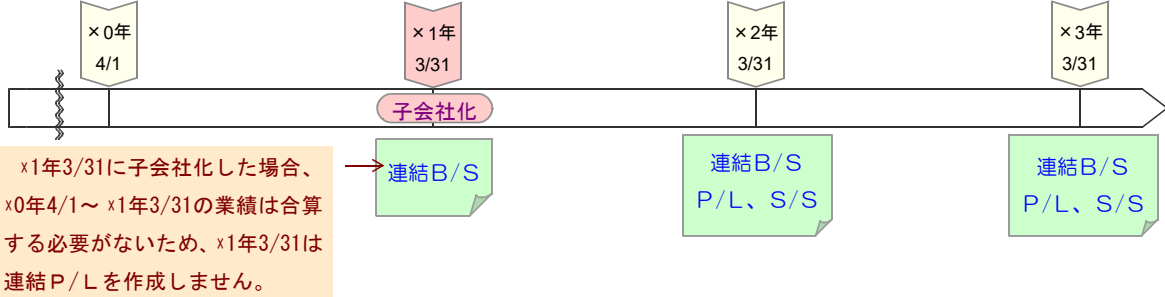 ×0年
4/1
×1年
3/31
×2年
3/31
×3年
3/31
子会社化
×1年3/31に子会社化した場合、
×0年4/1～×1年3/31の業績は合算
する必要がないため、×1年3/31は
連結Ｐ/Ｌを作成しません。
連結Ｂ/Ｓ
連結Ｂ/Ｓ
Ｐ/Ｌ、Ｓ/Ｓ
連結Ｂ/Ｓ
Ｐ/Ｌ、Ｓ/Ｓ